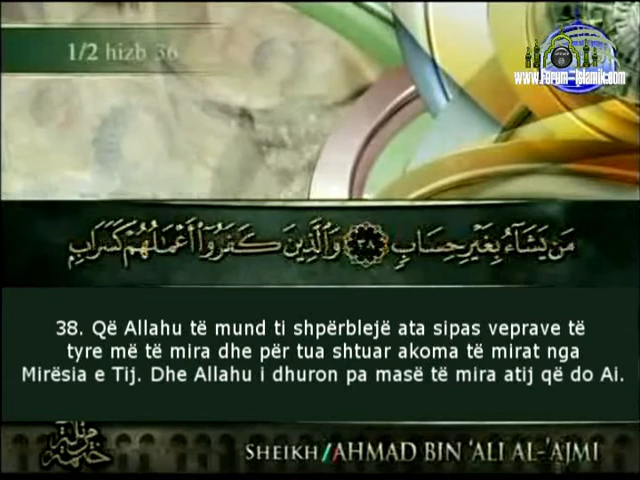 1/2 hizb 36
www.Forum-Islamik.com
مَن يَشَآءُ بِغَيْرِ حِسَابٍ ٣٨ وَٱلَّذِينَ كَفَرُوٓا۟ أَعْمَٰلُهُمْ كَسَرَابٍۭ
38. Që Allahu të mund ti shpërblejë ata sipas veprave të
tyre më të mira dhe për tua shtuar akoma të mirat nga
Mirësia e Tij. Dhe Allahu i dhuron pa masë të mira atij që do Ai.
SHEIKH/AHMAD BIN 'ALI AL-'AJMI